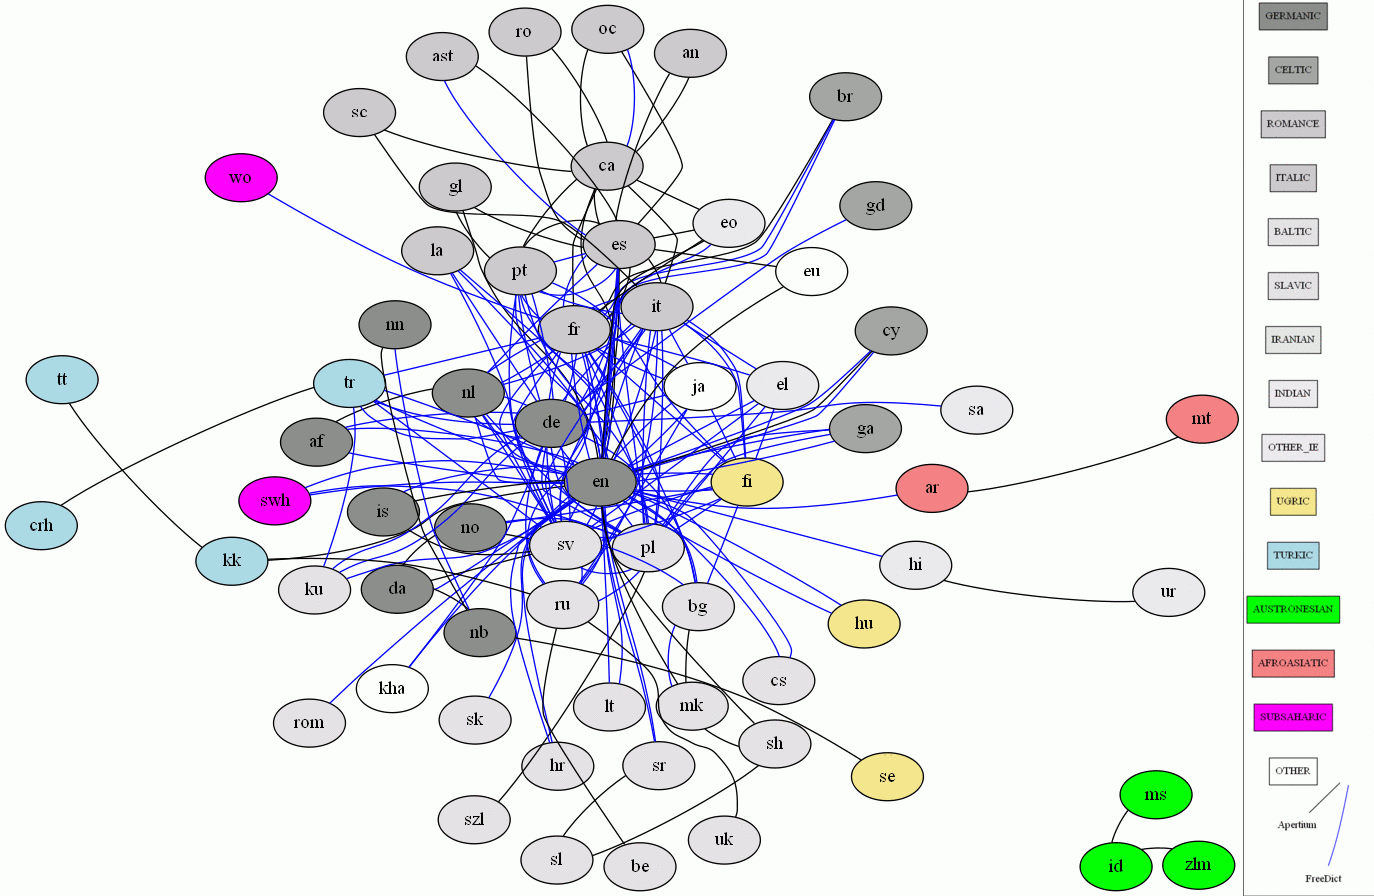 ro
oc
an
ast
br
sc
ca
wo
gl
gd
eo
es
la
pt
eu
it
nn
fr
cy
tt
tr
nl
ja
el
sa
mt
de
af
ga
en
fi
ar
swh
is
crh
no
sv
pl
kk
hi
ku
da
ru
bg
ur
nb
hu
kha
cs
rom
sk
lt
mk
sh
hr
sr
se
ms
szl
uk
sl
be
id
zlm
GERMANIC
CELTIC
ROMANCE
ITALIC
BALTIC
SLAVIC
IRANIAN
INDIAN
OTHER_IE
UGRIC
TURKIC
AUSTRONESIAN
AFROASIATIC
SUBSAHARIC
OTHER
Apertium
FreeDict